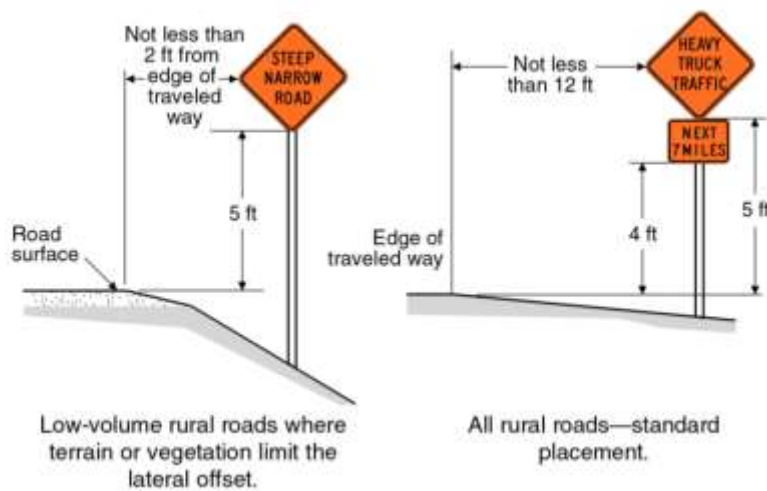 Not less than
2 ft from
edge of
traveled
way
STEEP
NARROW
ROAD
5 ft
Road
surface
Low-volume rural roads where
terrain or vegetation limit the
lateral offset.
Not less
than 12 ft
HEAVY
TRUCK
TRAFFIC
NEXT
7 MILES
5 ft
4 ft
Edge of
traveled way
All rural roads—standard
placement.